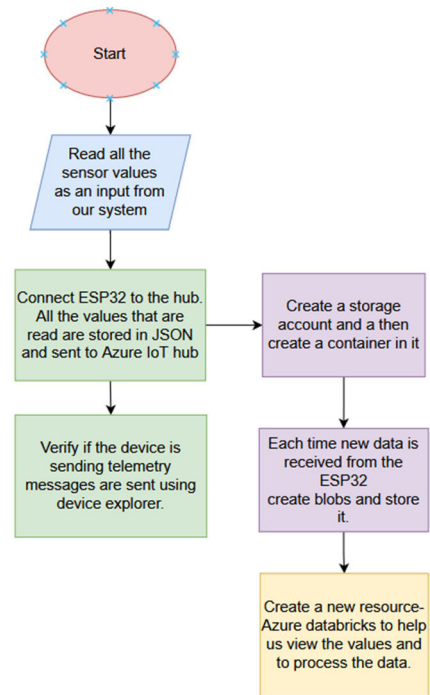 Start
Read all the
sensor values
as an input from
our system
Connect ESP32 to the hub.
All the values that are
read are stored in JSON
and sent to Azure IoT hub
Create a storage
account and a then
create a container in it
Verify if the device is
sending telemetry
messages are sent using
device explorer.
Each time new data is
received from the
ESP32
create blobs and store
it.
Create a new resource-
Azure databricks to help
us view the values and
to process the data.